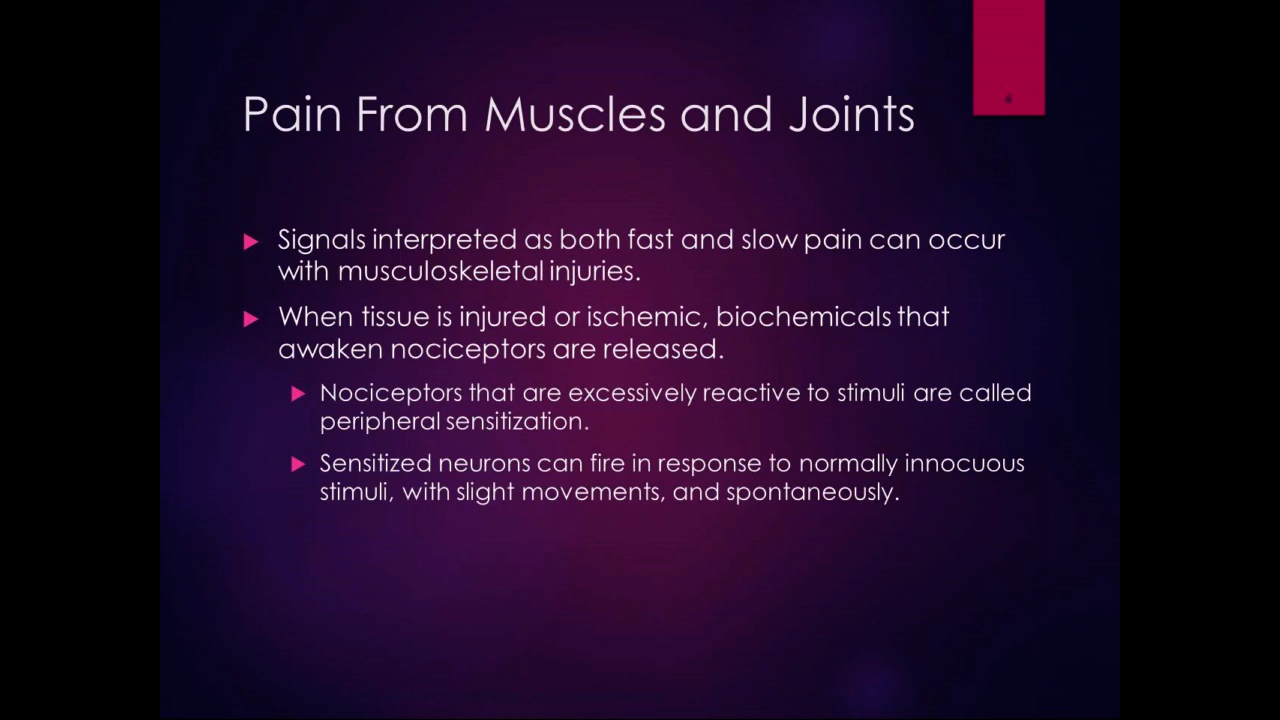 4
Pain From Muscles and Joints
Signals interpreted as both fast and slow pain can occur
with musculoskeletal injuries.
When tissue is injured or ischemic, biochemicals that
awaken nociceptors are released.
Nociceptors that are excessively reactive to stimuli are called
peripheral sensitization.
Sensitized neurons can fire in response to normally innocuous
stimuli, with slight movements, and spontaneously.